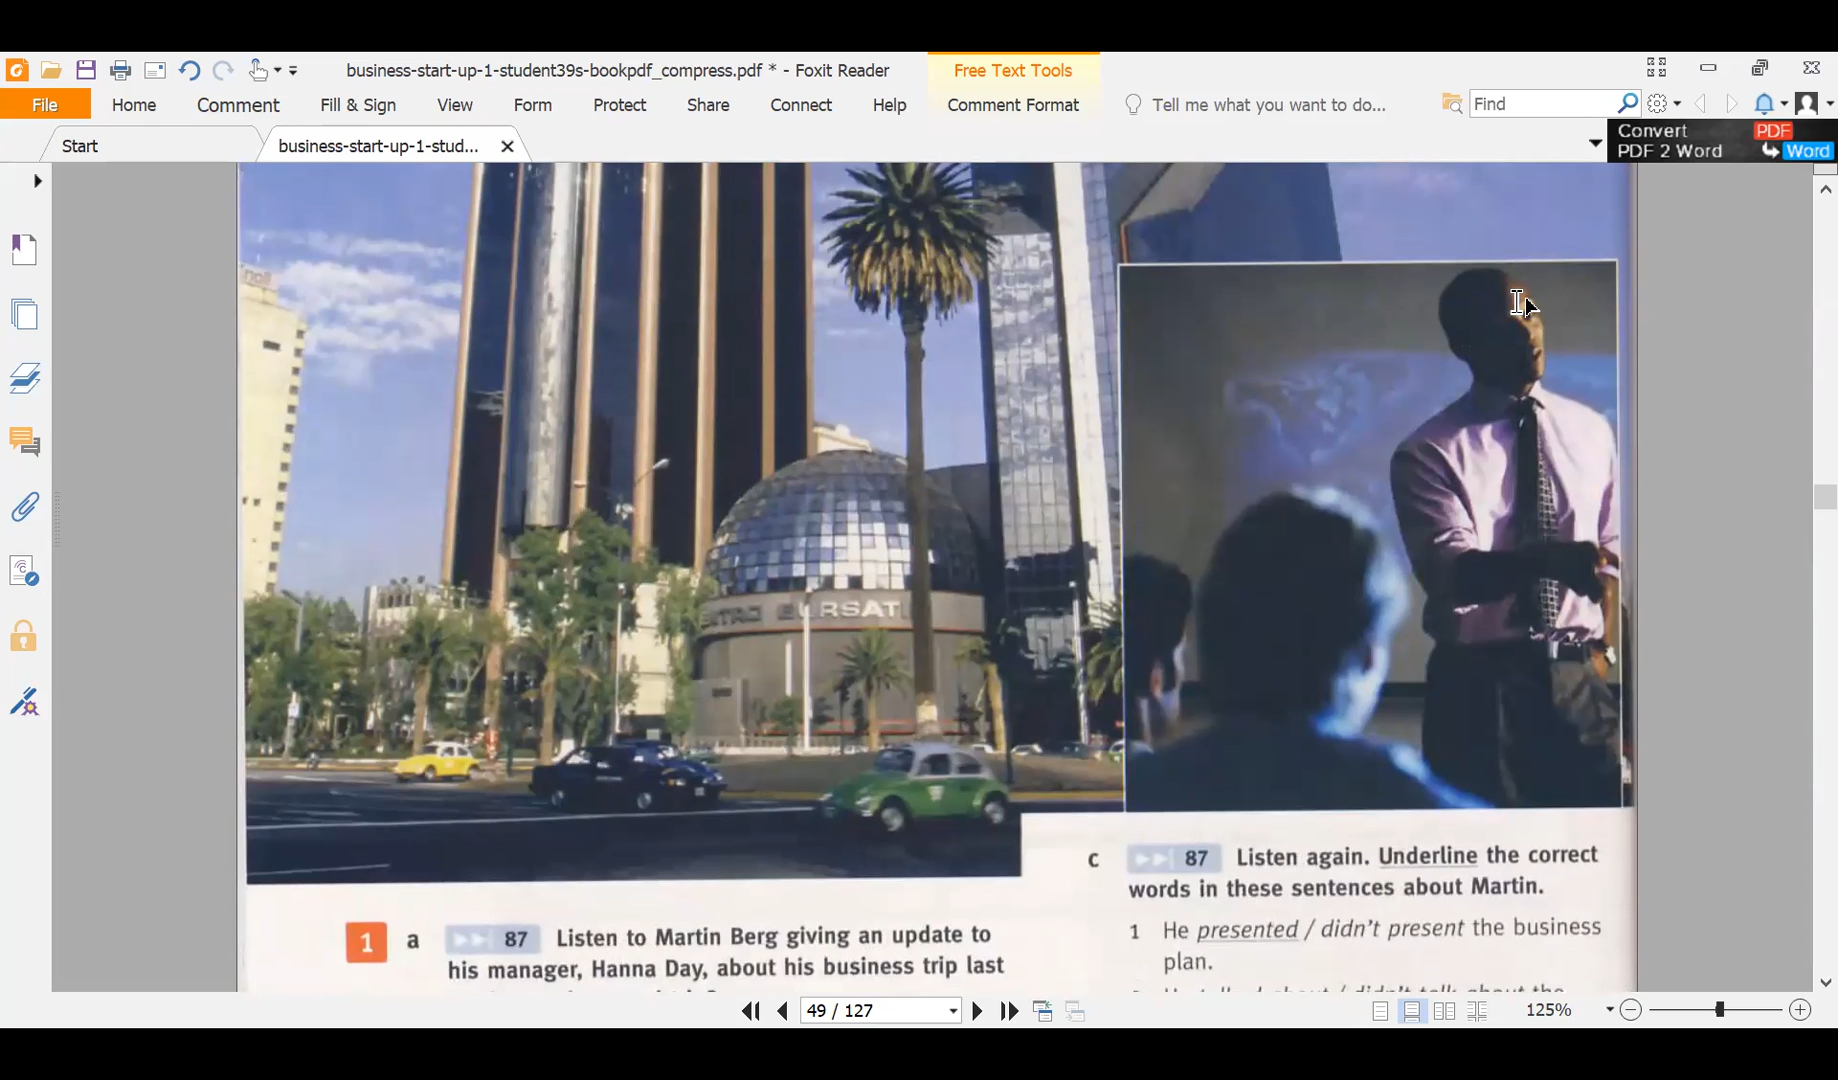 business-start-up-1-student39s-bookpdf_compress.pdf * - Foxit Reader
Free Text Tools
File
Home
Comment
Fill & Sign
View
Form
Protect
Share
Connect
Help
Comment Format
Tell me what you want to do...
Find
Start
business-start-up-1-stud...
Convert PDF
PDF 2 Word Word
BURSAT
c 87 Listen again. Underline the correct
words in these sentences about Martin.
1 He presented / didn't present the business
plan.
1 a 87 Listen to Martin Berg giving an update to
his manager, Hanna Day, about his business trip last
49 / 127
125%